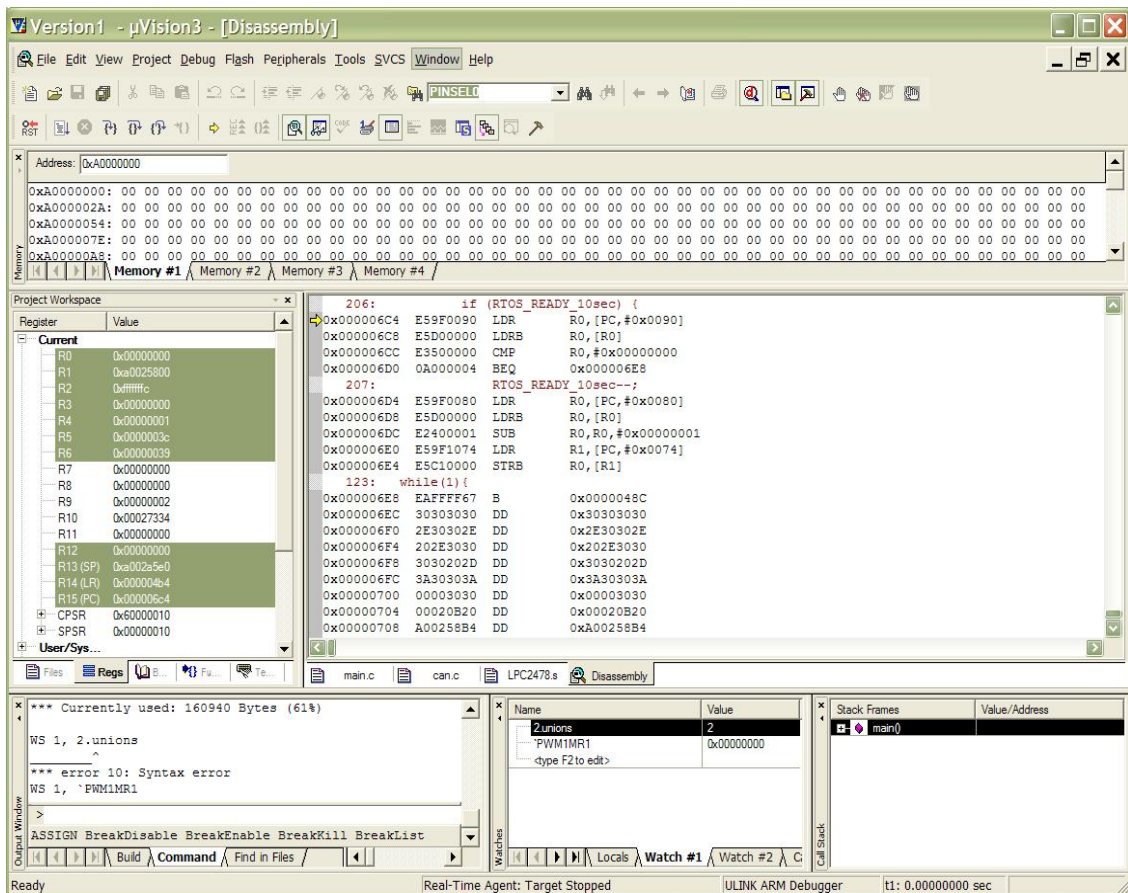 Version1 - µVision3 - [Disassembly]
File Edit View Project Debug Flash Peripherals Tools SVCS Window Help
PINSEL0
RST
Address: 0xA0000000
0xA0000000: 00 00 00 00 00 00 00 00 00 00 00 00 00 00 00 00 00 00 00 00 00 00 00 00 00 00 00 00 00 00 00 00 00 00 00 00 00 00 00 00 00 00
0xA000002A: 00 00 00 00 00 00 00 00 00 00 00 00 00 00 00 00 00 00 00 00 00 00 00 00 00 00 00 00 00 00 00 00 00 00 00 00 00 00 00 00 00 00
0xA0000054: 00 00 00 00 00 00 00 00 00 00 00 00 00 00 00 00 00 00 00 00 00 00 00 00 00 00 00 00 00 00 00 00 00 00 00 00 00 00 00 00 00 00
0xA000007E: 00 00 00 00 00 00 00 00 00 00 00 00 00 00 00 00 00 00 00 00 00 00 00 00 00 00 00 00 00 00 00 00 00 00 00 00 00 00 00 00 00 00
0xA00000A8: 00 00 00 00 00 00 00 00 00 00 00 00 00 00 00 00 00 00 00 00 00 00 00 00 00 00 00 00 00 00 00 00 00 00 00 00 00 00 00 00 00 00
Memory
Memory #1 Memory #2 Memory #3 Memory #4
Project Workspace
Register Value
Current
R0 0x00000000
R1 0xa0025800
R2 0xfffffffc
R3 0x00000000
R4 0x00000001
R5 0x0000003c
R6 0x00000039
R7 0x00000000
R8 0x00000000
R9 0x00000002
R10 0x00027334
R11 0x00000000
R12 0x00000000
R13 (SP) 0xa002a5e0
R14 (LR) 0x000004b4
R15 (PC) 0x000006c4
CPSR 0x60000010
SPSR 0x00000010
User/Sys...
Files Regs B... Fu... Te...
206: if (RTOS_READY_10sec) {
0x000006C4 E59F0090 LDR R0,[PC,#0x0090]
0x000006C8 E5D00000 LDRB R0,[R0]
0x000006CC E3500000 CMP R0,#0x00000000
0x000006D0 0A000004 BEQ 0x000006E8
207: RTOS_READY_10sec--;
0x000006D4 E59F0080 LDR R0,[PC,#0x0080]
0x000006D8 E5D00000 LDRB R0,[R0]
0x000006DC E2400001 SUB R0,R0,#0x00000001
0x000006E0 E59F1074 LDR R1,[PC,#0x0074]
0x000006E4 E5C10000 STRB R0,[R1]
123: while(1){
0x000006E8 EAFFFF67 B 0x0000048C
0x000006EC 30303030 DD 0x30303030
0x000006F0 2E30302E DD 0x2E30302E
0x000006F4 202E3030 DD 0x202E3030
0x000006F8 3030202D DD 0x3030202D
0x000006FC 3A30303A DD 0x3A30303A
0x00000700 00003030 DD 0x00003030
0x00000704 00020B20 DD 0x00020B20
0x00000708 A00258B4 DD 0xA00258B4
main.c can.c LPC2478.s Disassembly
*** Currently used: 160940 Bytes (61%)
WS 1, 2.unions
________^
*** error 10: Syntax error
WS 1, `PWM1MR1
>
ASSIGN BreakDisable BreakEnable BreakKill BreakList
Output Window
Build Command Find in Files
Name Value
2.unions 2
`PWM1MR1 0x00000000
<type F2 to edit>
Watches
Locals Watch #1 Watch #2 Ca
Stack Frames Value/Address
main()
Call Stack
Ready Real-Time Agent: Target Stopped ULINK ARM Debugger t1: 0.00000000 sec